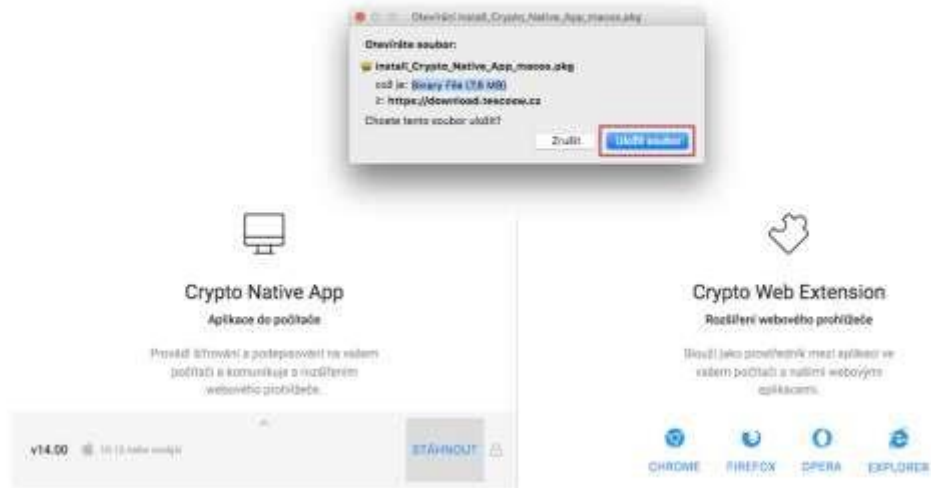 Otevírání install_Crypto_Native_App_macos.pkg
Otevíráte soubor:
install_Crypto_Native_App_macos.pkg
což je: Binary File (7,6 MB)
z: https://download.tescosw.cz
Chcete tento soubor uložit?
Zrušit
Uložit soubor
Crypto Native App
Aplikace do počítače
Provádí šifrování a podepisování na vašem
počítači a komunikuje s rozšířením
webového prohlížeče.
v14.00
STÁHNOUT
Crypto Web Extension
Rozšíření webového prohlížeče
Slouží jako prostředník mezi aplikací ve
vašem počítači a našimi webovými
aplikacemi.
CHROME
FIREFOX
OPERA
EXPLORER